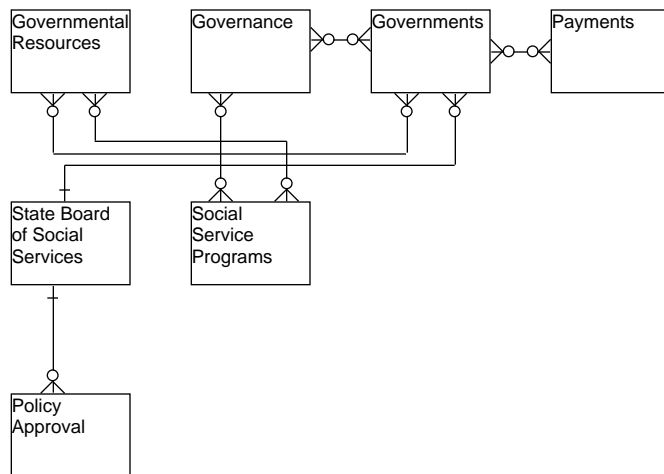 Governmental
Resources
Governance
Governments
Payments
State Board
of Social
Services
Social
Service
Programs
Policy
Approval